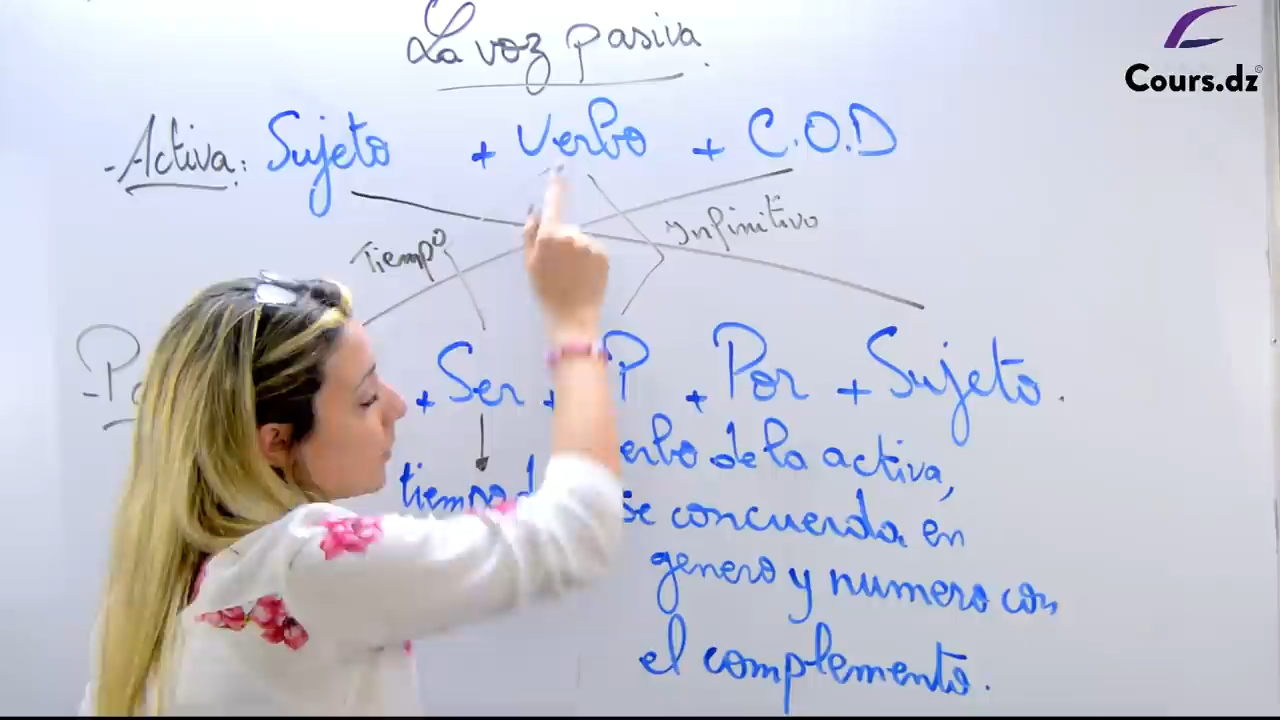 La voz pasiva.
Cours.dz©
-Activa: Sujeto + Verbo + C.O.D
Tiempo Infinitivo
+ Ser + P + Por + Sujeto.
verbo de la activa,
tiempo se concuerda en
genero y numero con
el complemento.